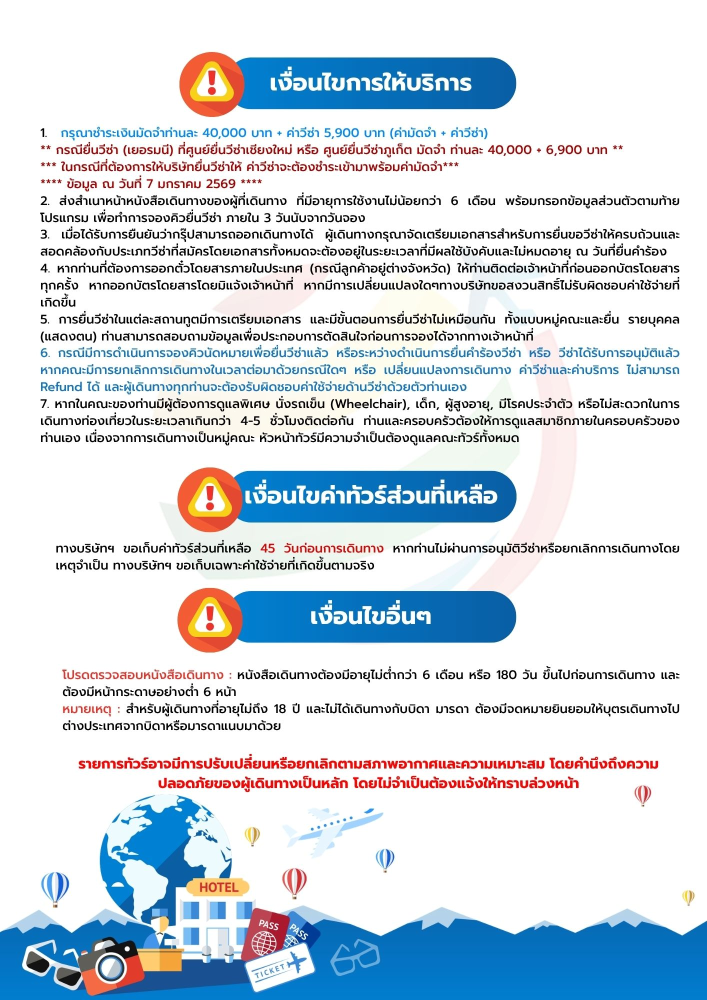 เงื่อนไขการให้บริการ
1. กรุณาชำระเงินมัดจำท่านละ 40,000 บาท + ค่าวีซ่า 5,900 บาท (ค่ามัดจำ + ค่าวีซ่า)
** กรณียื่นวีซ่า (เยอรมนี) ที่ศูนย์ยื่นวีซ่าเชียงใหม่ หรือ ศูนย์ยื่นวีซ่าภูเก็ต มัดจำ ท่านละ 40,000 + 6,900 บาท **
*** ในกรณีที่ต้องการให้บริษัทยื่นวีซ่าให้ ค่าวีซ่าจะต้องชำระเข้ามาพร้อมค่ามัดจำ***
**** ข้อมูล ณ วันที่ 7 มกราคม 2569 ****
2. ส่งสำเนาหน้าหนังสือเดินทางของผู้ที่เดินทาง ที่มีอายุการใช้งานไม่น้อยกว่า 6 เดือน พร้อมกรอกข้อมูลส่วนตัวตามท้าย
โปรแกรม เพื่อทำการจองคิวยื่นวีซ่า ภายใน 3 วันนับจากวันจอง
3. เมื่อได้รับการยืนยันว่ากรุ๊ปสามารถออกเดินทางได้ ผู้เดินทางกรุณาจัดเตรียมเอกสารสำหรับการยื่นขอวีซ่าให้ครบถ้วนและ
สอดคล้องกับประเภทวีซ่าที่สมัครโดยเอกสารทั้งหมดจะต้องอยู่ในระยะเวลาที่มีผลใช้บังคับและไม่หมดอายุ ณ วันที่ยื่นคำร้อง
4. หากท่านที่ต้องการออกตั๋วโดยสารภายในประเทศ (กรณีลูกค้าอยู่ต่างจังหวัด) ให้ท่านติดต่อเจ้าหน้าที่ก่อนออกบัตรโดยสาร
ทุกครั้ง หากออกบัตรโดยสารโดยมิแจ้งเจ้าหน้าที่ หากมีการเปลี่ยนแปลงใดๆทางบริษัทขอสงวนสิทธิ์ไม่รับผิดชอบค่าใช้จ่ายที่
เกิดขึ้น
5. การยื่นวีซ่าในแต่ละสถานทูตมีการเตรียมเอกสาร และมีขั้นตอนการยื่นวีซ่าไม่เหมือนกัน ทั้งแบบหมู่คณะและยื่น รายบุคคล
(แสดงตน) ท่านสามารถสอบถามข้อมูลเพื่อประกอบการตัดสินใจก่อนการจองได้จากทางเจ้าหน้าที่
6. กรณีมีการดำเนินการจองคิวนัดหมายเพื่อยื่นวีซ่าแล้ว หรือระหว่างดำเนินการยื่นคำร้องวีซ่า หรือ วีซ่าได้รับการอนุมัติแล้ว
หากคณะมีการยกเลิกการเดินทางในเวลาต่อมาด้วยกรณีใดๆ หรือ เปลี่ยนแปลงการเดินทาง ค่าวีซ่าและค่าบริการ ไม่สามารถ
Refund ได้ และผู้เดินทางทุกท่านจะต้องรับผิดชอบค่าใช้จ่ายด้านวีซ่าด้วยตัวท่านเอง
7. หากในคณะของท่านมีผู้ต้องการดูแลพิเศษ นั่งรถเข็น (Wheelchair), เด็ก, ผู้สูงอายุ, มีโรคประจำตัว หรือไม่สะดวกในการ
เดินทางท่องเที่ยวในระยะเวลาเกินกว่า 4-5 ชั่วโมงติดต่อกัน ท่านและครอบครัวต้องให้การดูแลสมาชิกภายในครอบครัวของ
ท่านเอง เนื่องจากการเดินทางเป็นหมู่คณะ หัวหน้าทัวร์มีความจำเป็นต้องดูแลคณะทัวร์ทั้งหมด
เงื่อนไขค่าทัวร์ส่วนที่เหลือ
ทางบริษัทฯ ขอเก็บค่าทัวร์ส่วนที่เหลือ 45 วันก่อนการเดินทาง หากท่านไม่ผ่านการอนุมัติวีซ่าหรือยกเลิกการเดินทางโดย
เหตุจำเป็น ทางบริษัทฯ ขอเก็บเฉพาะค่าใช้จ่ายที่เกิดขึ้นตามจริง
เงื่อนไขอื่นๆ
โปรดตรวจสอบหนังสือเดินทาง : หนังสือเดินทางต้องมีอายุไม่ต่ำกว่า 6 เดือน หรือ 180 วัน ขึ้นไปก่อนการเดินทาง และ
ต้องมีหน้ากระดาษอย่างต่ำ 6 หน้า
หมายเหตุ : สำหรับผู้เดินทางที่อายุไม่ถึง 18 ปี และไม่ได้เดินทางกับบิดา มารดา ต้องมีจดหมายยินยอมให้บุตรเดินทางไป
ต่างประเทศจากบิดาหรือมารดาแนบมาด้วย
รายการทัวร์อาจมีการปรับเปลี่ยนหรือยกเลิกตามสภาพอากาศและความเหมาะสม โดยคำนึงถึงความ
ปลอดภัยของผู้เดินทางเป็นหลัก โดยไม่จำเป็นต้องแจ้งให้ทราบล่วงหน้า
HOTEL
PASS
PASS
TICKET